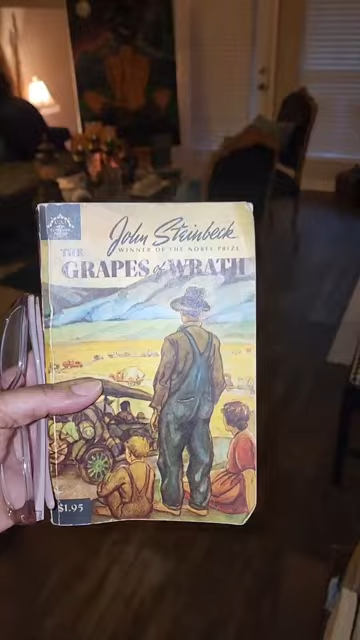 John Steinbeck
WINNER OF THE NOBEL PRIZE
THE
GRAPES of WRATH
$1.95